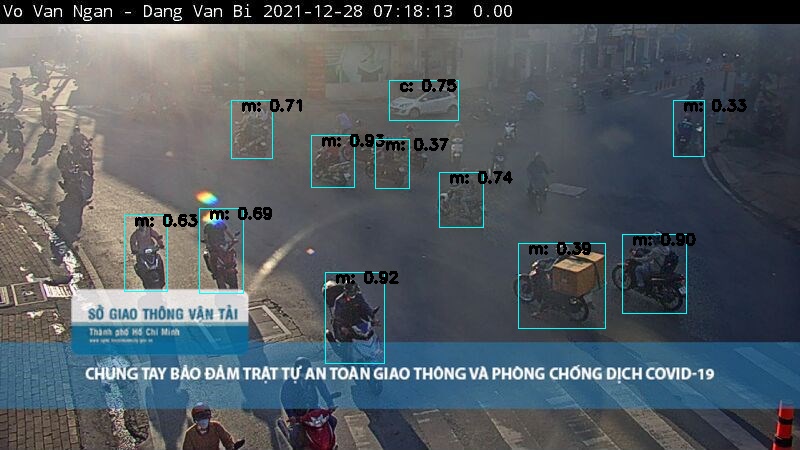 Vo Van Ngan - Dang Van Bi 2021-12-28 07:18:13 0.00
c: 0.75
m: 0.71
m: 0.33
m: 0.93
m: 0.37
m: 0.74
m: 0.63
m: 0.69
m: 0.39
m: 0.90
m: 0.92
SỞ GIAO THÔNG VẬN TẢI
Thành phố Hồ Chí Minh
CHUNG TAY BẢO ĐẢM TRẬT TỰ AN TOÀN GIAO THÔNG VÀ PHÒNG CHỐNG DỊCH COVID-19